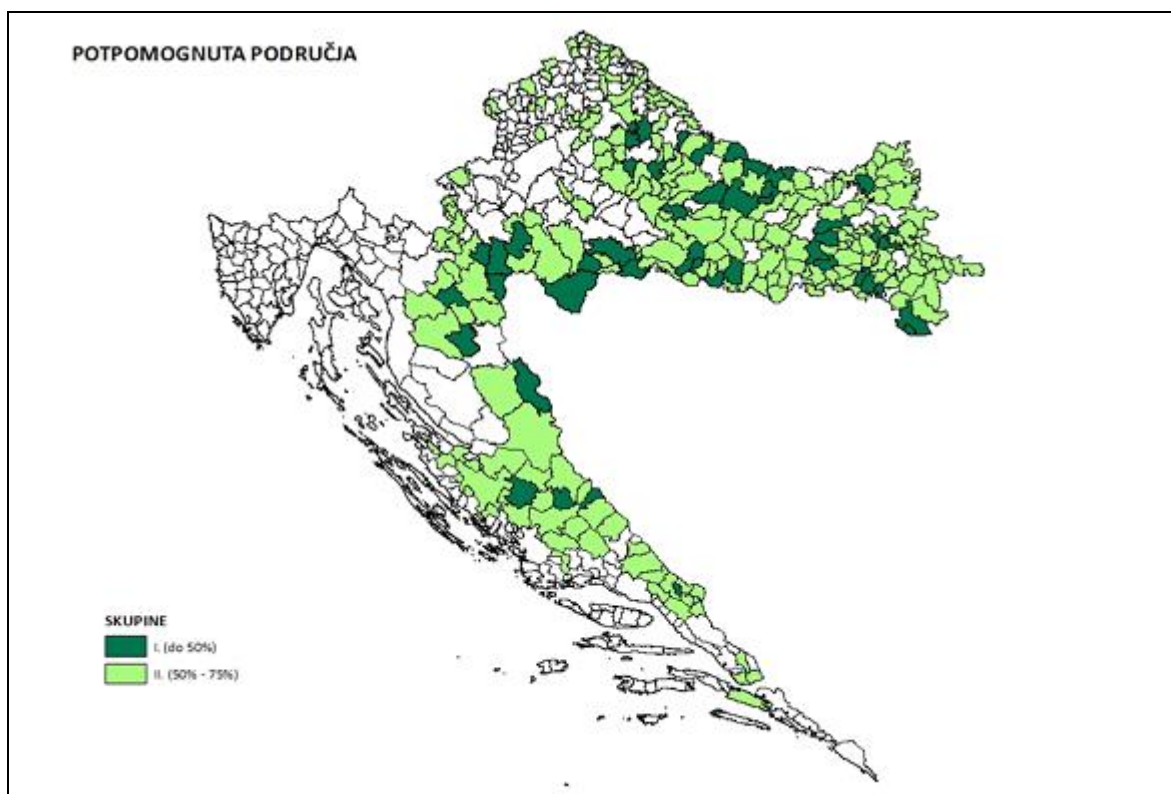 POTPOMOGNUTA PODRUČJA
SKUPINE
I. (do 50%)
II. (50% - 75%)